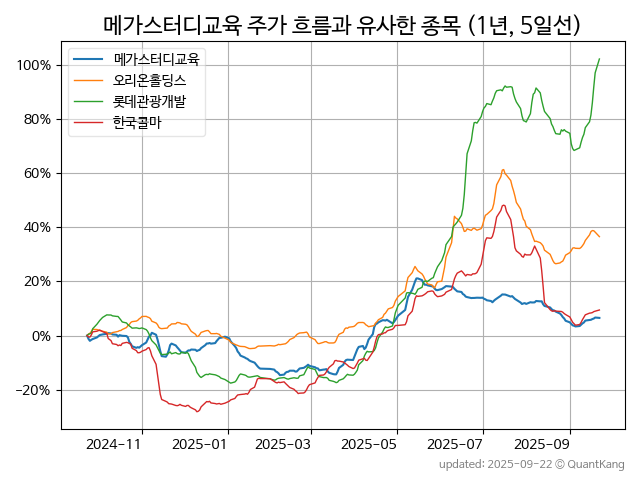 메가스터디교육 주가 흐름과 유사한 종목 (1년, 5일선)
메가스터디교육
오리온홀딩스
롯데관광개발
한국콜마
100%
80%
60%
40%
20%
0%
−20%
2024-11
2025-01
2025-03
2025-05
2025-07
2025-09
updated: 2025-09-22 © QuantKang